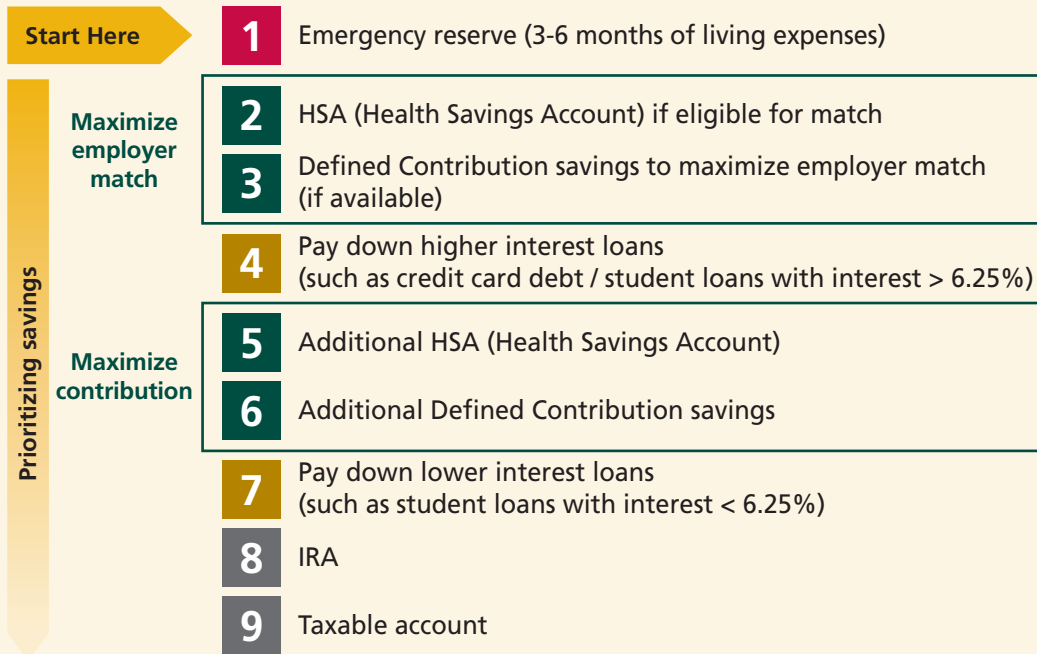 Start Here
1
Emergency reserve (3-6 months of living expenses)
Prioritizing savings
Maximize
employer
match
2
HSA (Health Savings Account) if eligible for match
3
Defined Contribution savings to maximize employer match
(if available)
4
Pay down higher interest loans
(such as credit card debt / student loans with interest > 6.25%)
Maximize
contribution
5
Additional HSA (Health Savings Account)
6
Additional Defined Contribution savings
7
Pay down lower interest loans
(such as student loans with interest < 6.25%)
8
IRA
9
Taxable account